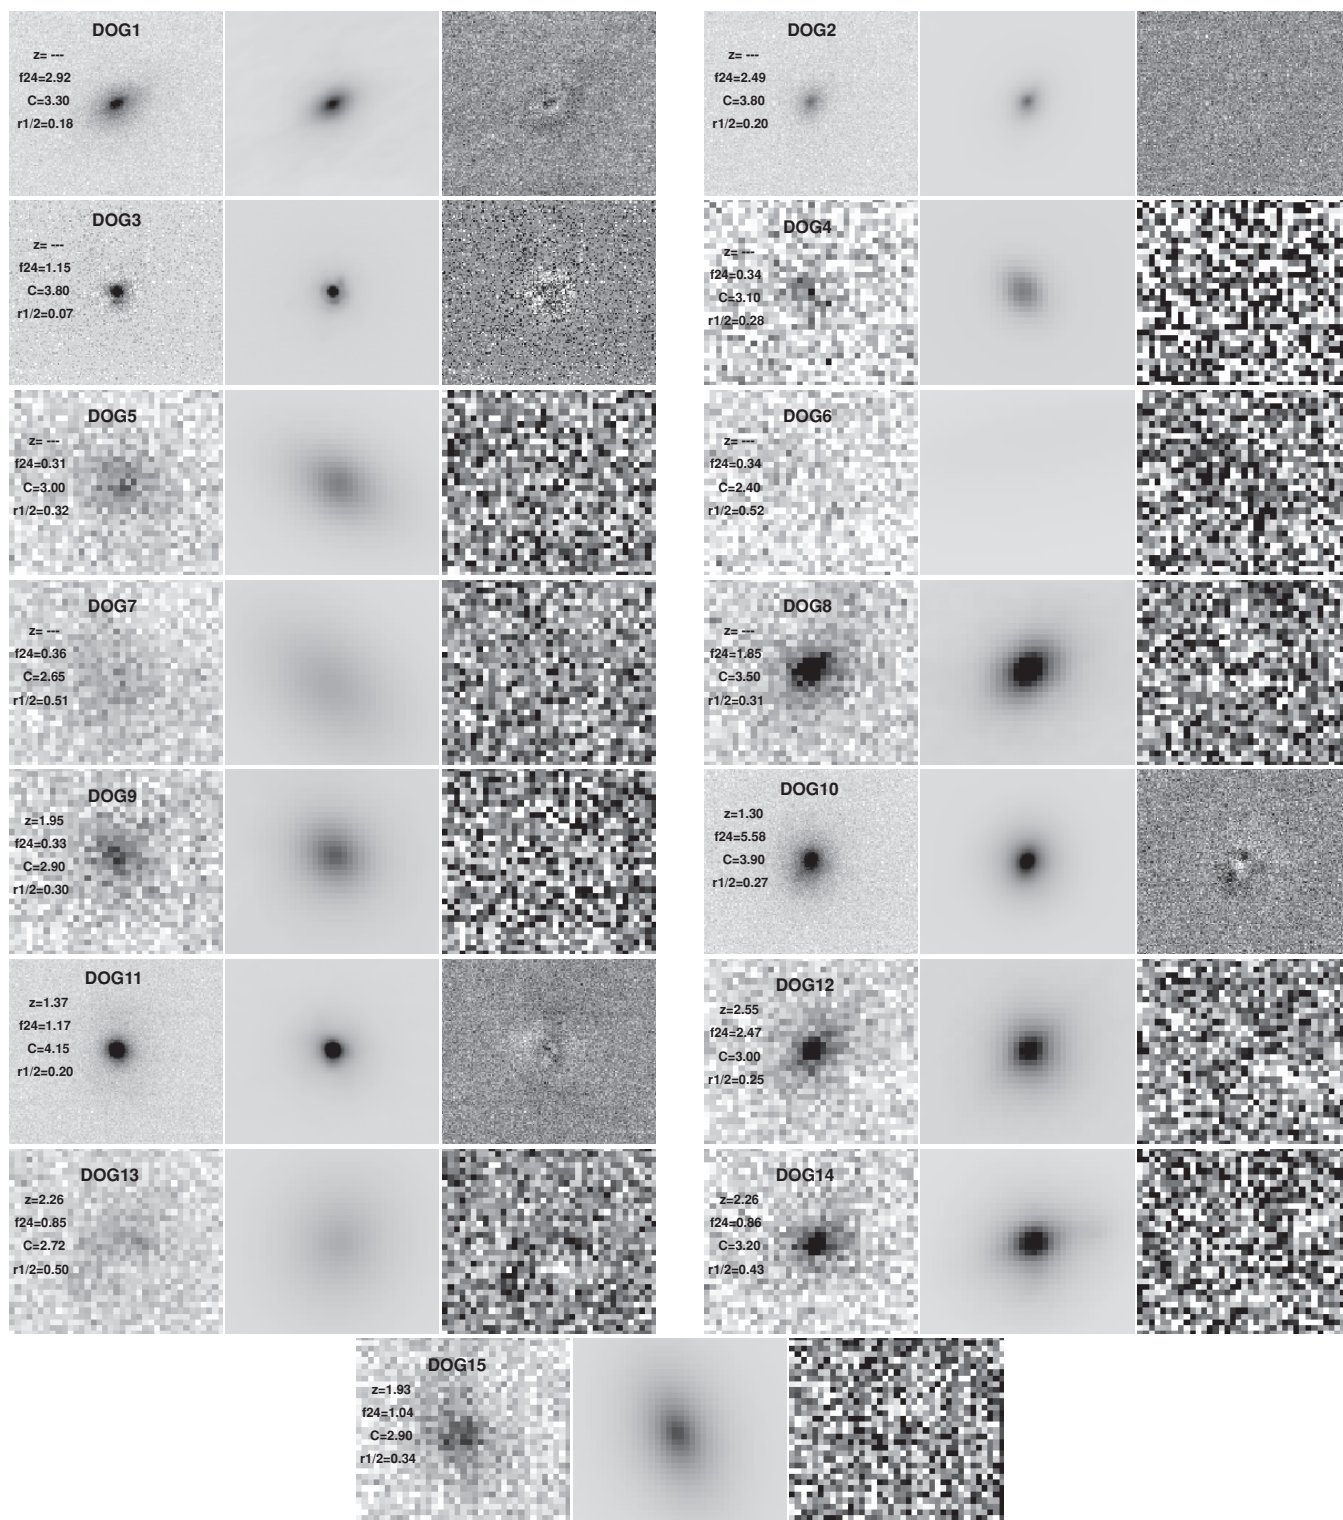 DOG1
z= ---
f24=2.92
C=3.30
r1/2=0.18
DOG2
z= ---
f24=2.49
C=3.80
r1/2=0.20
DOG3
z= ---
f24=1.15
C=3.80
r1/2=0.07
DOG4
z= ---
f24=0.34
C=3.10
r1/2=0.28
DOG5
z= ---
f24=0.31
C=3.00
r1/2=0.32
DOG6
z= ---
f24=0.34
C=2.40
r1/2=0.52
DOG7
z= ---
f24=0.36
C=2.65
r1/2=0.51
DOG8
z= ---
f24=1.85
C=3.50
r1/2=0.31
DOG9
z=1.95
f24=0.33
C=2.90
r1/2=0.30
DOG10
z=1.30
f24=5.58
C=3.90
r1/2=0.27
DOG11
z=1.37
f24=1.17
C=4.15
r1/2=0.20
DOG12
z=2.55
f24=2.47
C=3.00
r1/2=0.25
DOG13
z=2.26
f24=0.85
C=2.72
r1/2=0.50
DOG14
z=2.26
f24=0.86
C=3.20
r1/2=0.43
DOG15
z=1.93
f24=1.04
C=2.90
r1/2=0.34